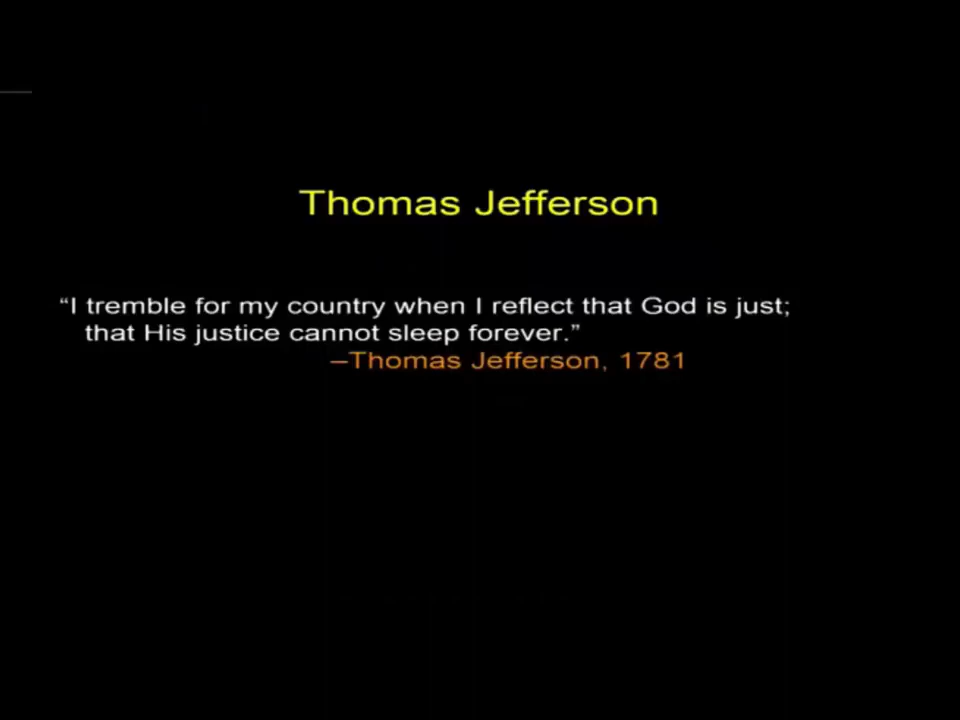 Thomas Jefferson
“I tremble for my country when I reflect that God is just;
that His justice cannot sleep forever.”
–Thomas Jefferson, 1781